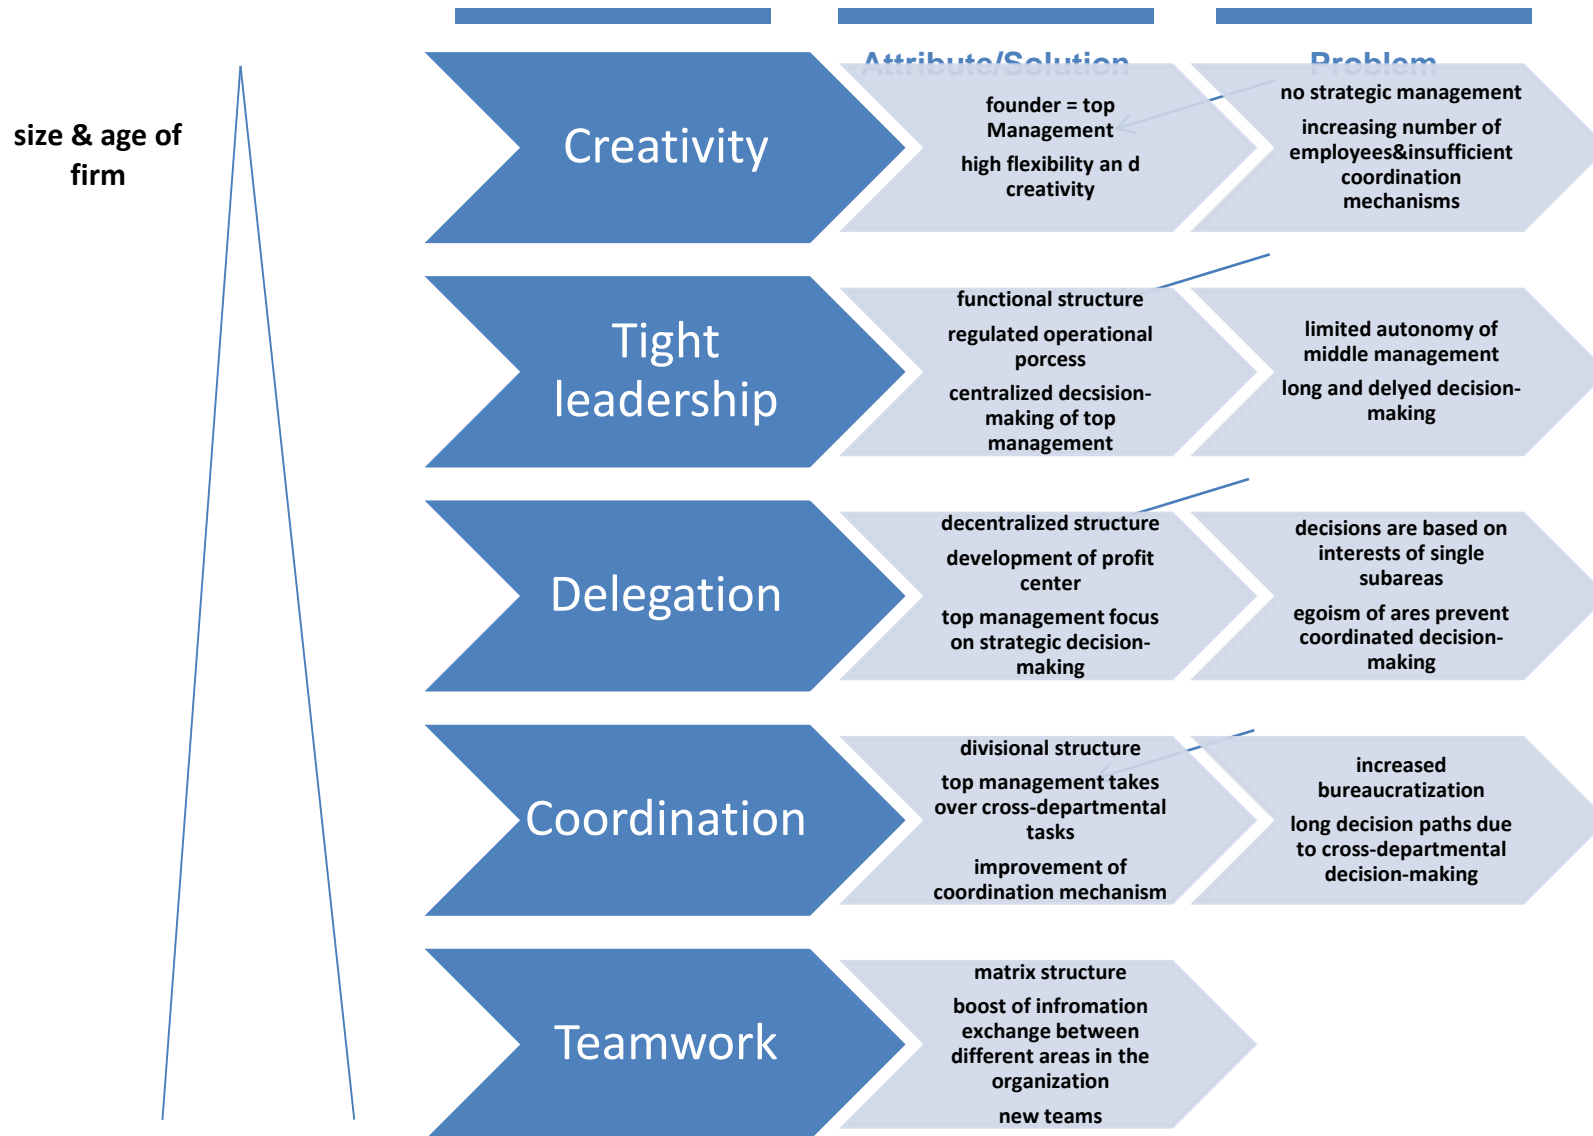 Attribute/Solution
Problem
size & age of
firm
Creativity
founder = top
Management
high flexibility an d
creativity
no strategic management
increasing number of
employees&insufficient
coordination
mechanisms
Tight
leadership
functional structure
regulated operational
porcess
centralized decsision-
making of top
management
limited autonomy of
middle management
long and delyed decision-
making
Delegation
decentralized structure
development of profit
center
top management focus
on strategic decision-
making
decisions are based on
interests of single
subareas
egoism of ares prevent
coordinated decision-
making
Coordination
divisional structure
top management takes
over cross-departmental
tasks
improvement of
coordination mechanism
increased
bureaucratization
long decision paths due
to cross-departmental
decision-making
Teamwork
matrix structure
boost of infromation
exchange between
different areas in the
organization
new teams